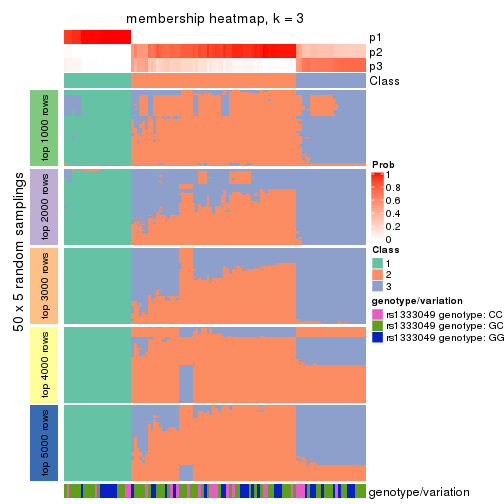 membership heatmap, k = 3
p1
p2
p3
Class
50 x 5 random samplings
top 1000 rows
top 2000 rows
top 3000 rows
top 4000 rows
top 5000 rows
Prob
1
0.8
0.6
0.4
0.2
0
Class
1
2
3
genotype/variation
rs1333049 genotype: CC
rs1333049 genotype: GC
rs1333049 genotype: GG
genotype/variation